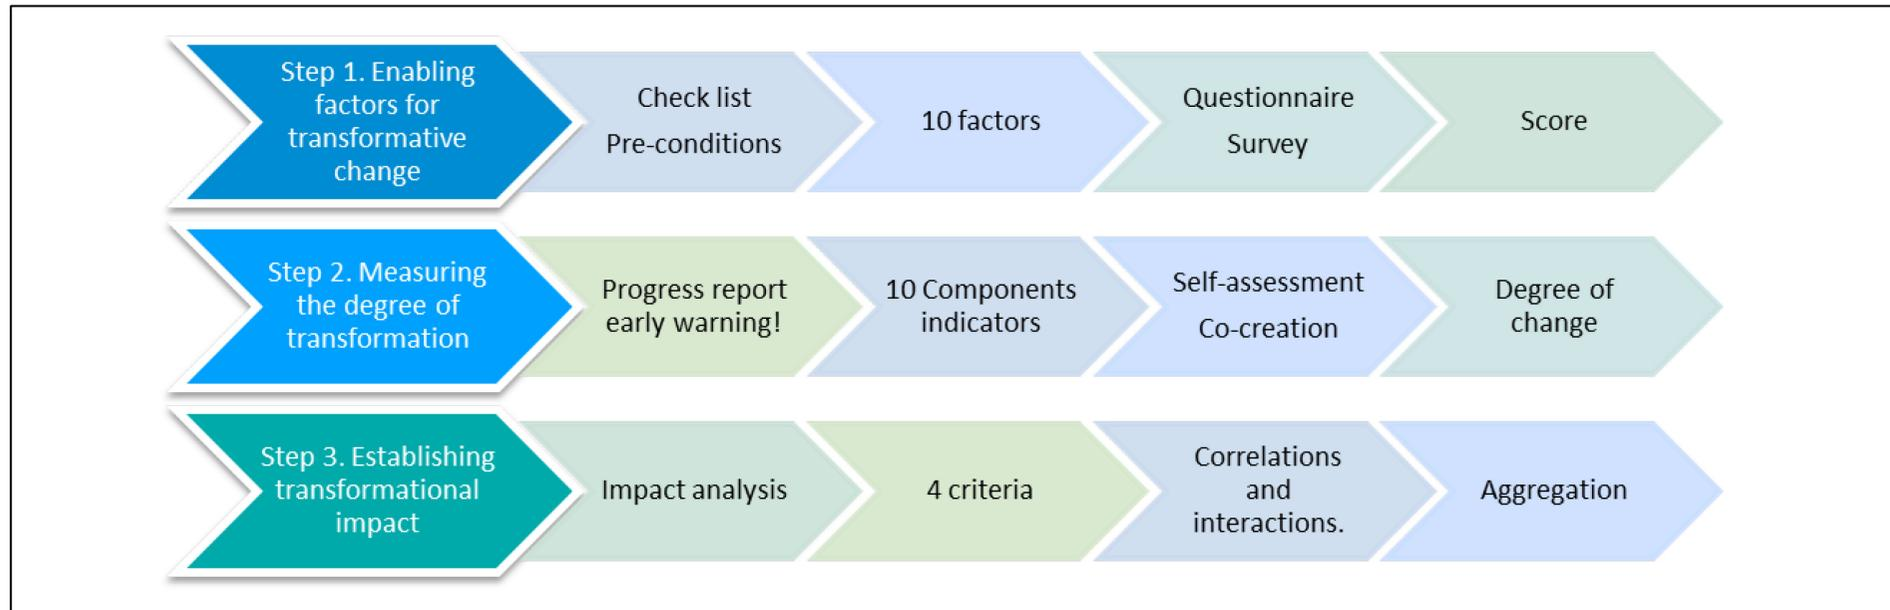 Step 1. Enabling
factors for
transformative
change
Check list
Pre-conditions
10 factors
Questionnaire
Survey
Score
Step 2. Measuring
the degree of
transformation
Progress report
early warning!
10 Components
indicators
Self-assessment
Co-creation
Degree of
change
Step 3. Establishing
transformational
impact
Impact analysis
4 criteria
Correlations
and
interactions.
Aggregation